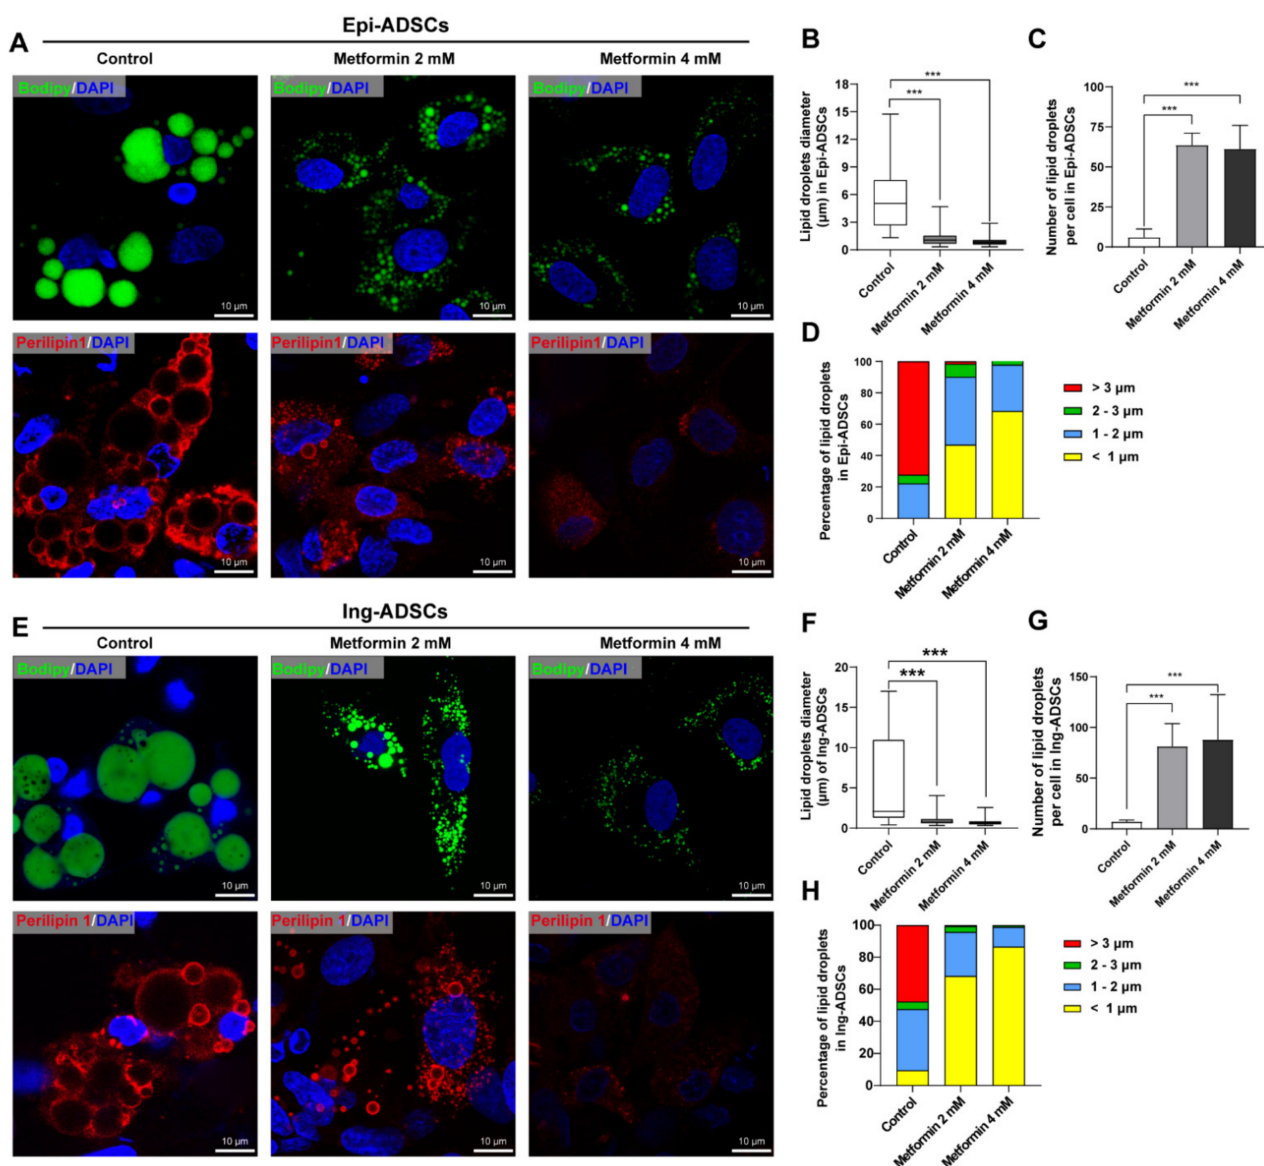 Epi-ADSCs
A
Control
Metformin 2 mM
Metformin 4 mM
Bodipy/DAPI
Bodipy/DAPI
Bodipy/DAPI
10 µm
10 µm
10 µm
Perilipin1/DAPI
Perilipin1/DAPI
Perilipin1/DAPI
10 µm
10 µm
10 µm
B
Lipid droplets diameter
(µm) in Epi-ADSCs
18
15
12
9
6
3
0
***
***
Control
Metformin 2 mM
Metformin 4 mM
C
Number of lipid droplets
per cell in Epi-ADSCs
100
75
50
25
0
***
***
Control
Metformin 2 mM
Metformin 4 mM
D
Percentage of lipid droplets
in Epi-ADSCs
100
80
60
40
20
0
Control
Metformin 2 mM
Metformin 4 mM
> 3 µm
2 - 3 µm
1 - 2 µm
< 1 µm
Ing-ADSCs
E
Control
Metformin 2 mM
Metformin 4 mM
Bodipy/DAPI
Bodipy/DAPI
Bodipy/DAPI
10 µm
10 µm
10 µm
Perilipin 1/DAPI
Perilipin 1/DAPI
Perilipin 1/DAPI
10 µm
10 µm
10 µm
F
Lipid droplets diameter
(µm) of Ing-ADSCs
20
15
10
5
0
***
***
Control
Metformin 2 mM
Metformin 4 mM
G
Number of lipid droplets
per cell in Ing-ADSCs
150
100
50
0
***
***
Control
Metformin 2 mM
Metformin 4 mM
H
Percentage of lipid droplets
in Ing-ADSCs
100
80
60
40
20
0
Control
Metformin 2 mM
Metformin 4 mM
> 3 µm
2 - 3 µm
1 - 2 µm
< 1 µm